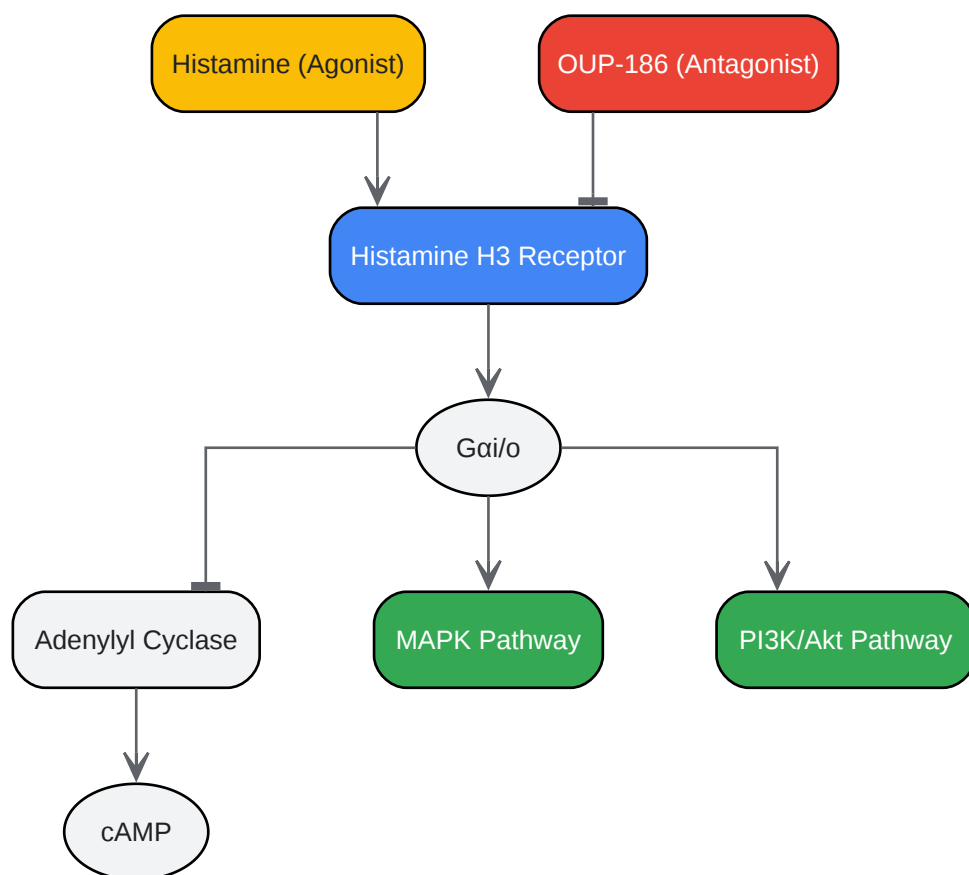 Histamine (Agonist)
OUP-186 (Antagonist)
Histamine H3 Receptor
Gαi/o
Adenylyl Cyclase
MAPK Pathway
PI3K/Akt Pathway
cAMP